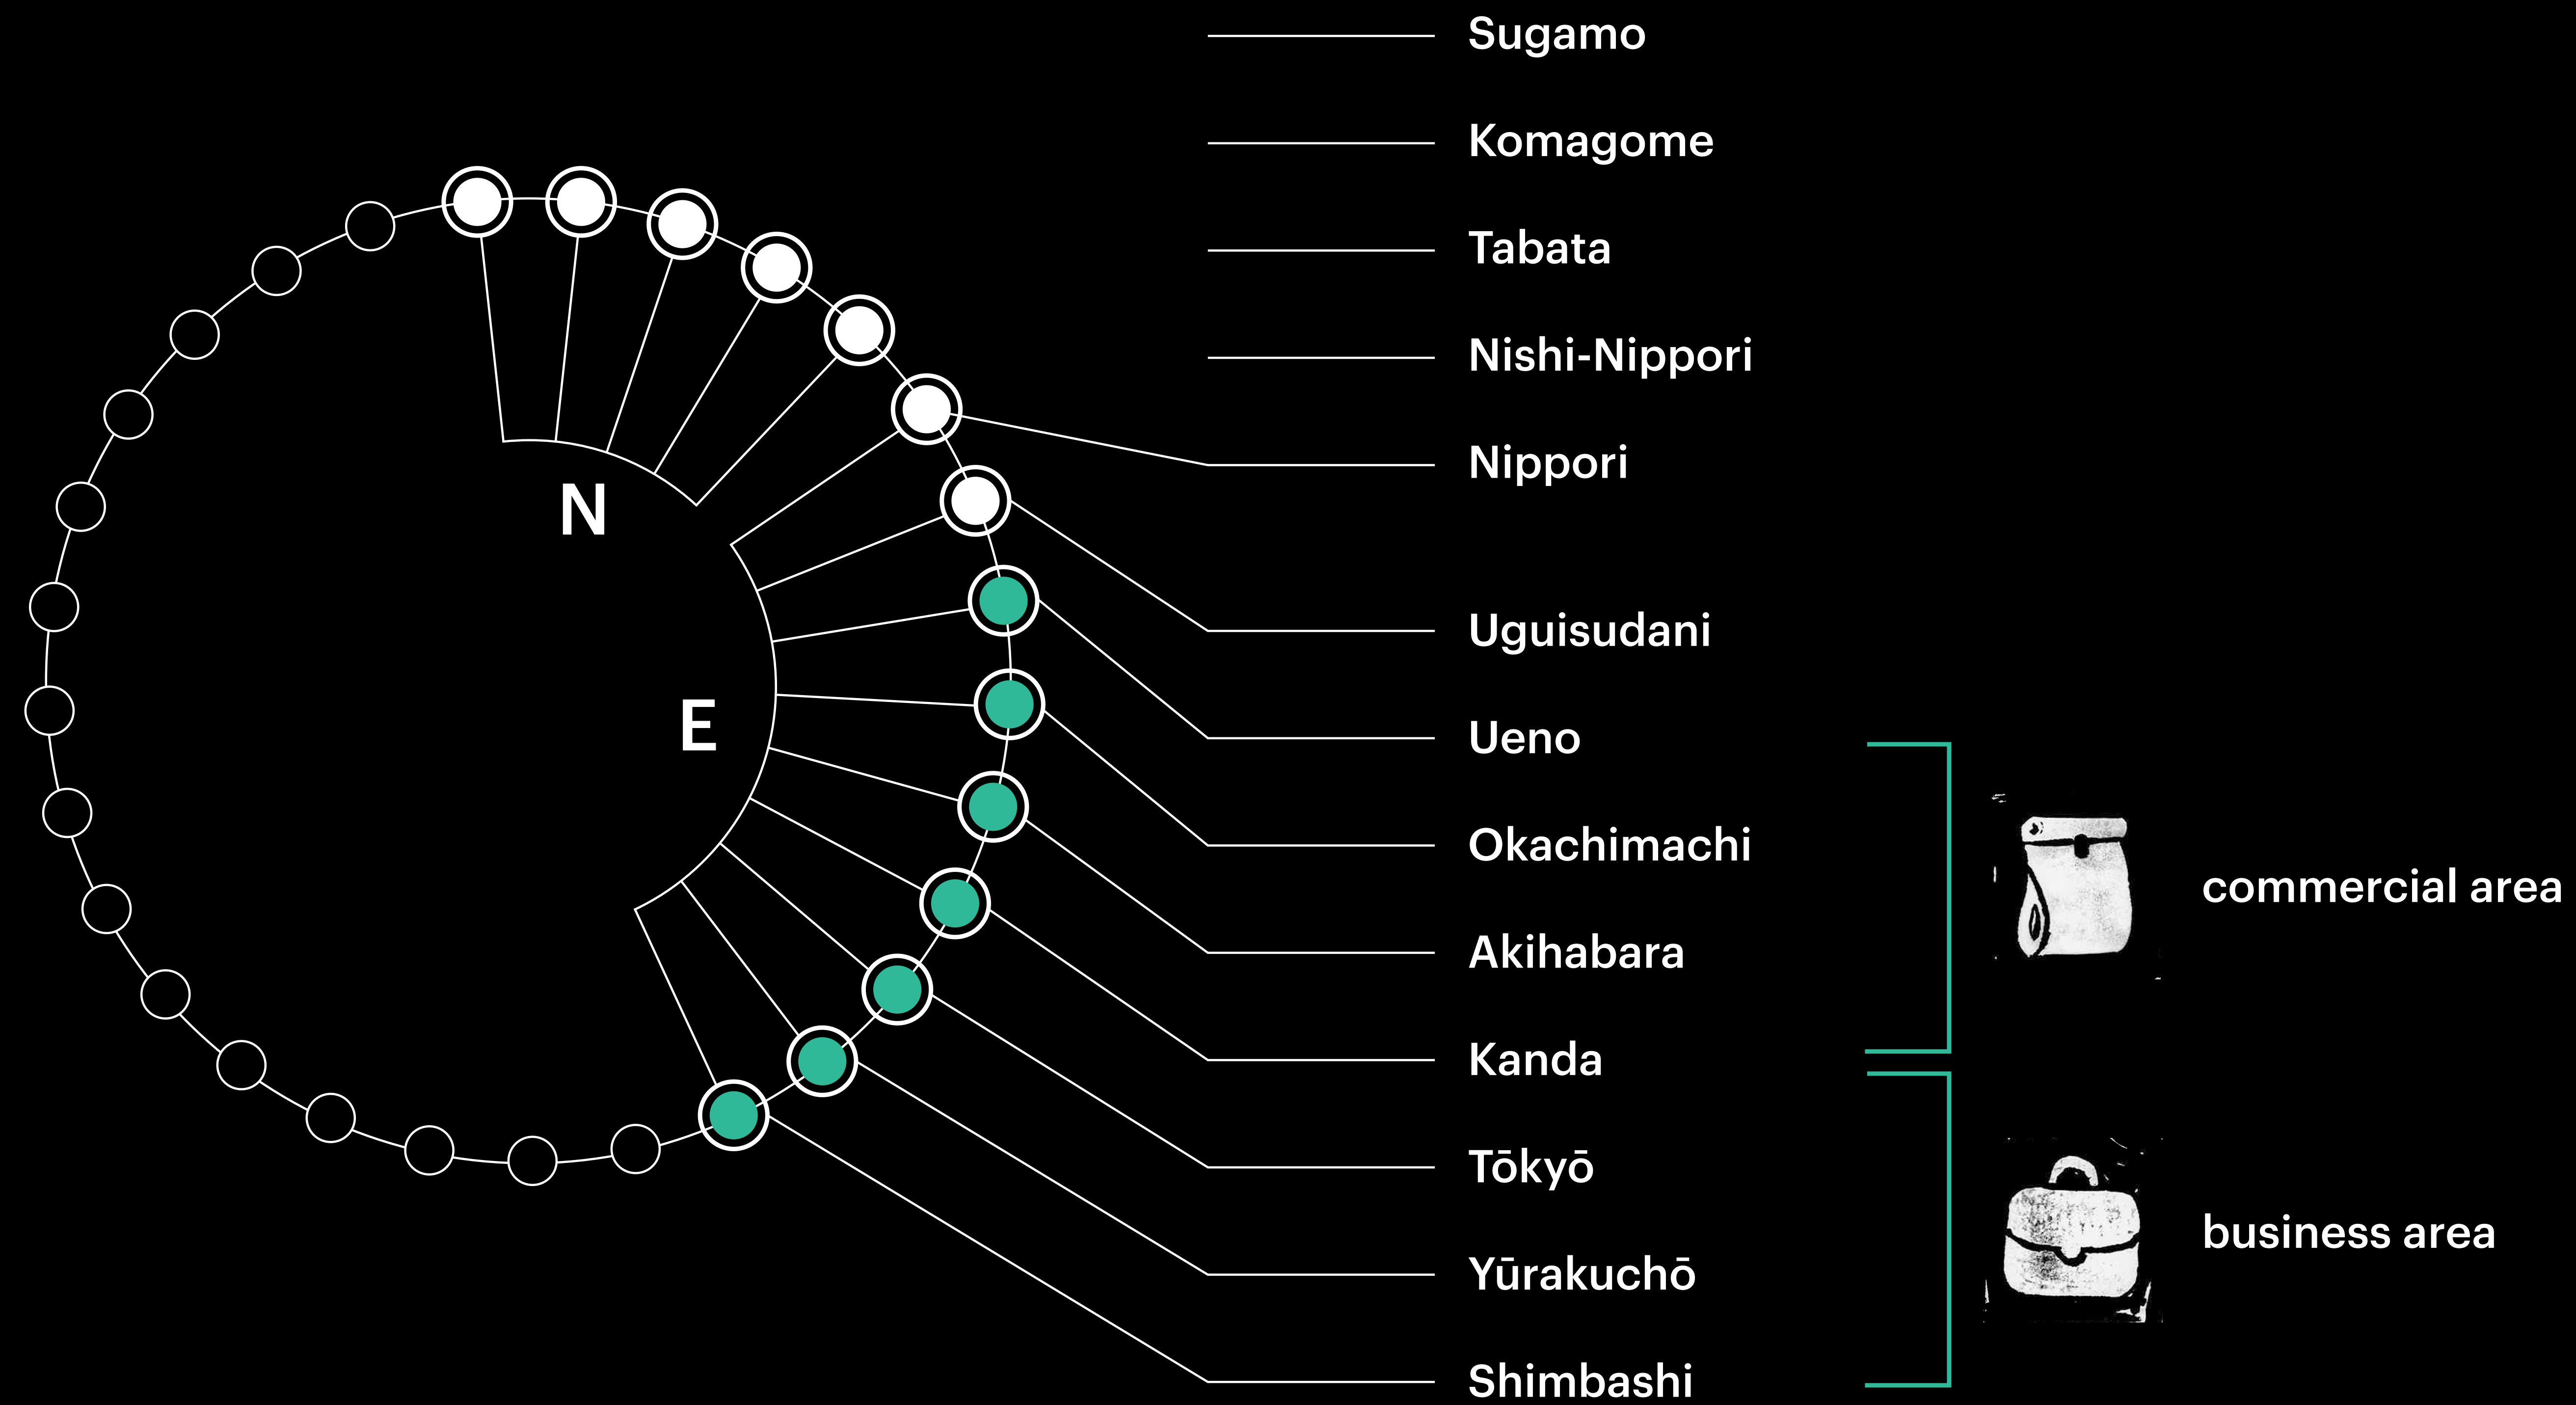 Sugamo
Komagome
Tabata
Nishi-Nippori
Nippori
N
Uguisudani
E
Ueno
Okachimachi
commercial area
Akihabara
Kanda
Tōkyō
business area
Yūrakuchō
Shimbashi